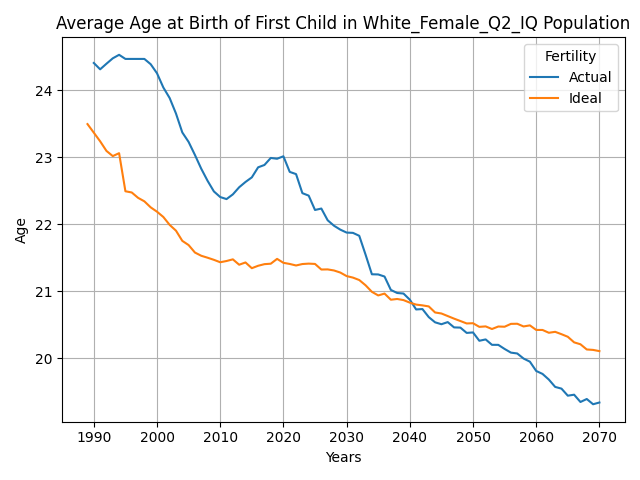 Average Age at Birth of First Child in White_Female_Q2_IQ Population
Fertility
Actual
Ideal
24
23
22
21
20
Age
1990
2000
2010
2020
2030
2040
2050
2060
2070
Years